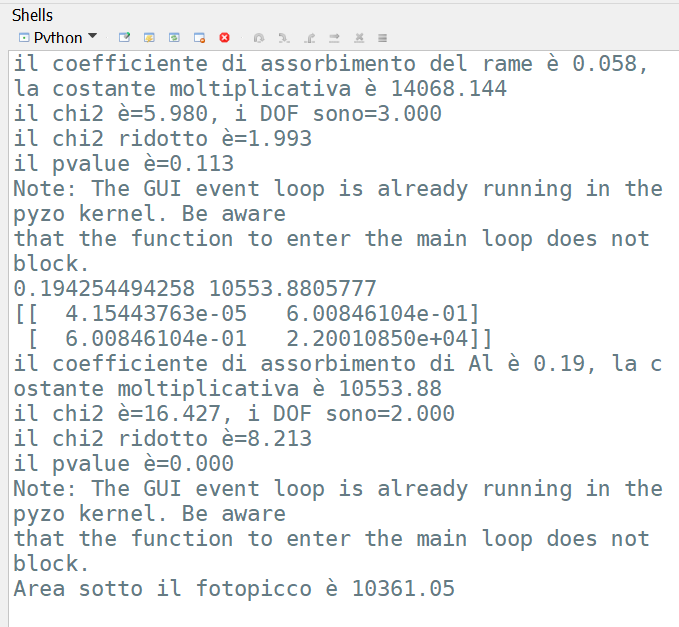 Shells
Python
il coefficiente di assorbimento del rame è 0.058,
la costante moltiplicativa è 14068.144
il chi2 è=5.980, i DOF sono=3.000
il chi2 ridotto è=1.993
il pvalue è=0.113
Note: The GUI event loop is already running in the
pyzo kernel. Be aware
that the function to enter the main loop does not
block.
0.194254494258 10553.8805777
[[  4.15443763e-05   6.00846104e-01]
 [  6.00846104e-01   2.20010850e+04]]
il coefficiente di assorbimento di Al è 0.19, la c
ostante moltiplicativa è 10553.88
il chi2 è=16.427, i DOF sono=2.000
il chi2 ridotto è=8.213
il pvalue è=0.000
Note: The GUI event loop is already running in the
pyzo kernel. Be aware
that the function to enter the main loop does not
block.
Area sotto il fotopicco è 10361.05